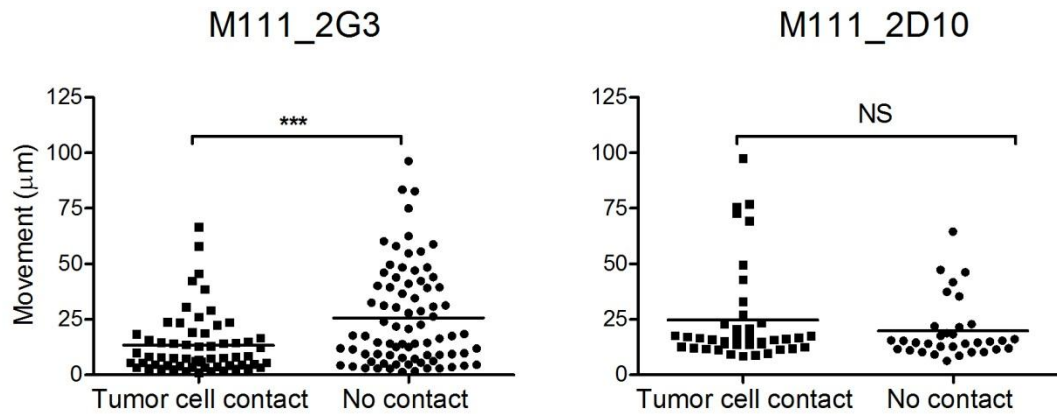 M111_2G3
M111_2D10
125
100
75
50
25
0
Movement (μm)
***
Tumor cell contact
No contact
125
100
75
50
25
0
NS
Tumor cell contact
No contact